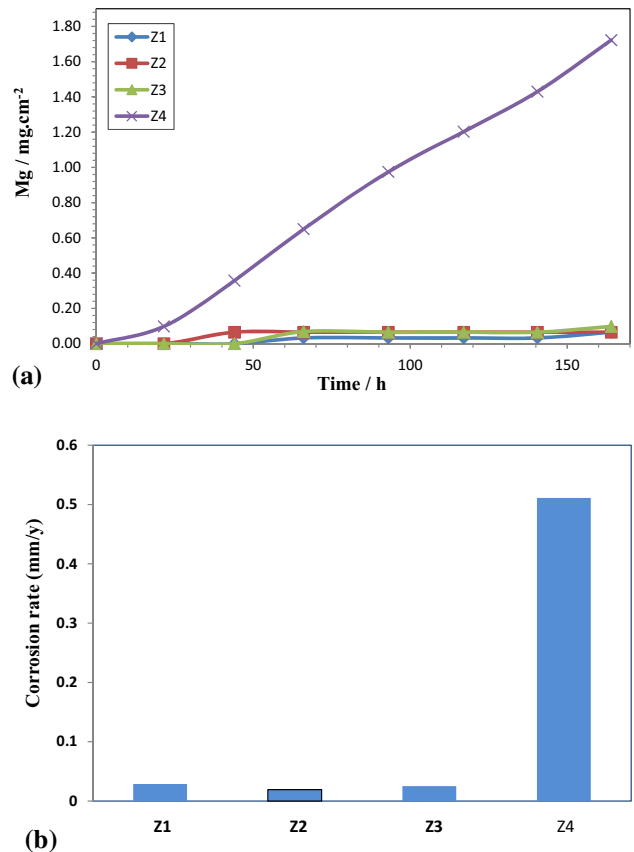 1.80
1.60
1.40
1.20
1.00
0.80
0.60
0.40
0.20
0.00
Mg / mg.cm-2
Z1
Z2
Z3
Z4
0 50 100 150
Time / h
(a)
0.6
0.5
0.4
0.3
0.2
0.1
0
Corrosion rate (mm/y)
Z1 Z2 Z3 Z4
(b)